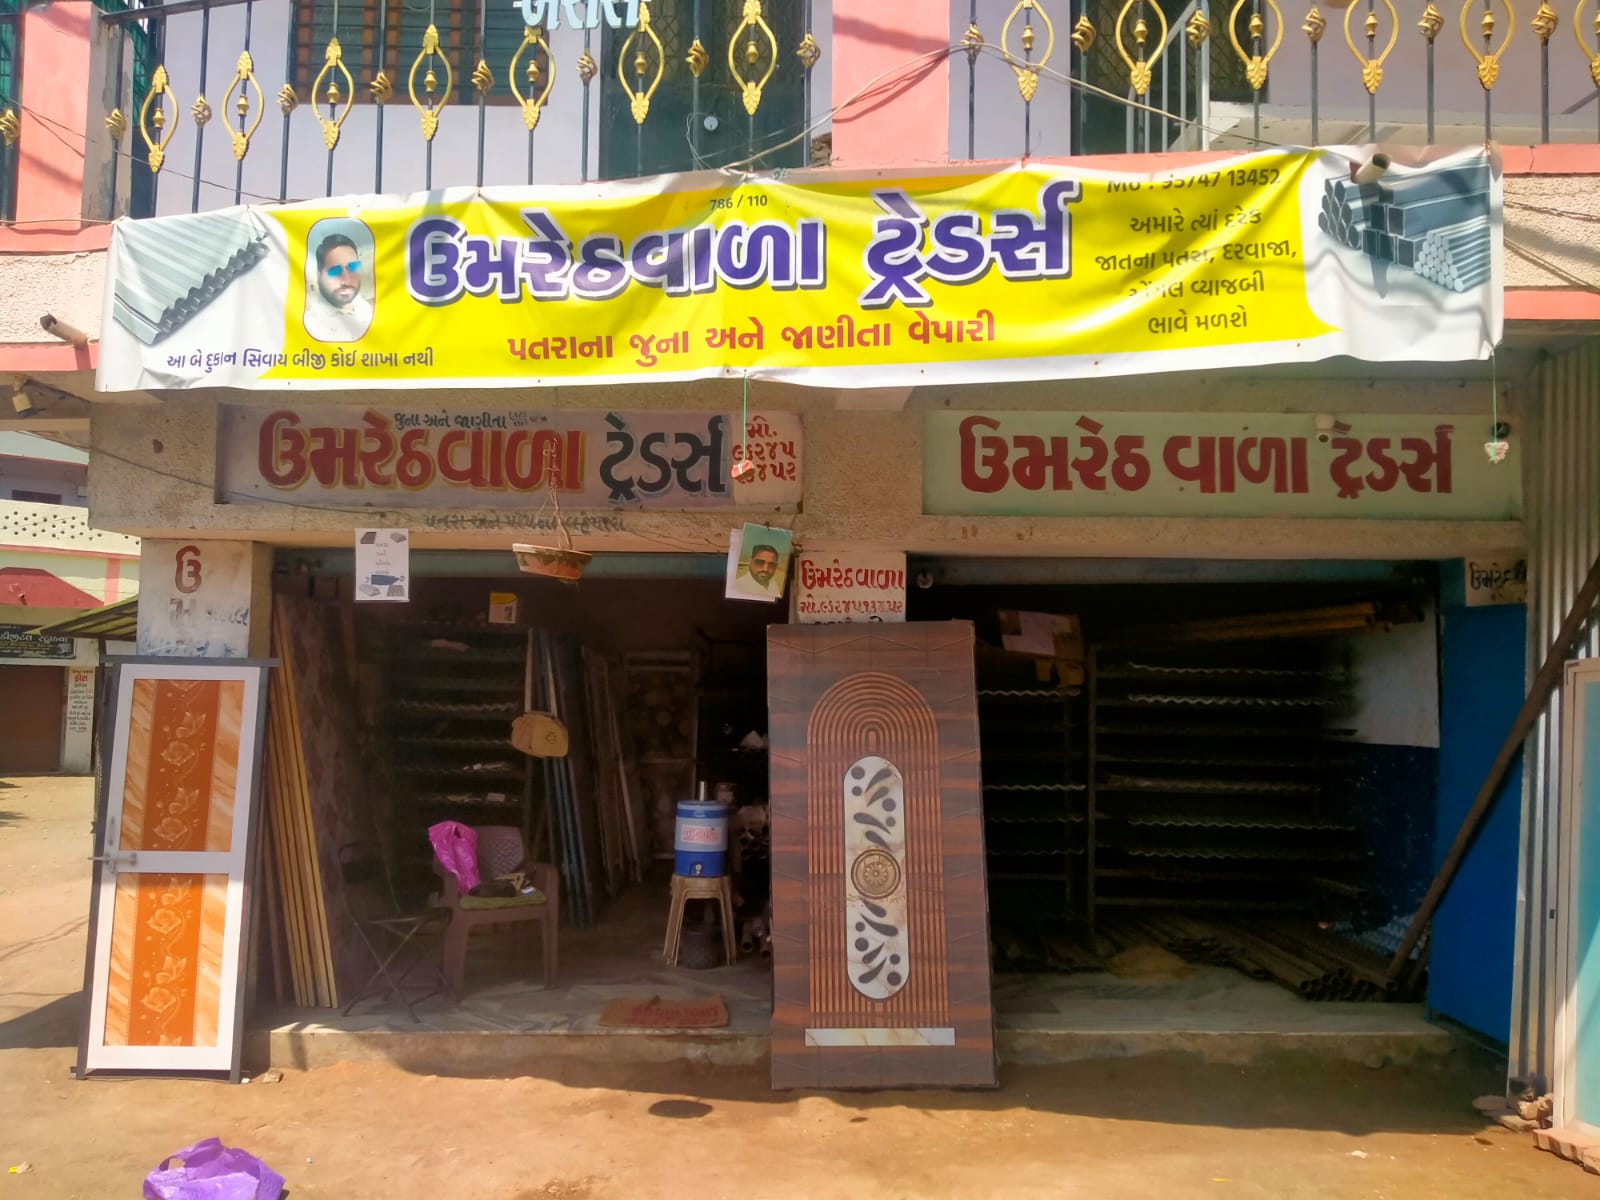 786 / 110
ઉમરેઠવાળા ટ્રેડર્સ
પતરાના જુના અને જાણીતા વેપારી
આ બે દુકાન સિવાય બીજી કોઈ શાખા નથી
Mo : 95747 13452
અમારે ત્યાં દરેક
જાતના પતરા, દરવાજા,
વ્યાજબી
ભાવે મળશે
જુના અને જાણીતા
ઉમરેઠવાળા ટ્રેડર્સ
મો.
ઉમરેઠ વાળા ટ્રેડર્સ
ઉ
ઉમરેઠવાળા